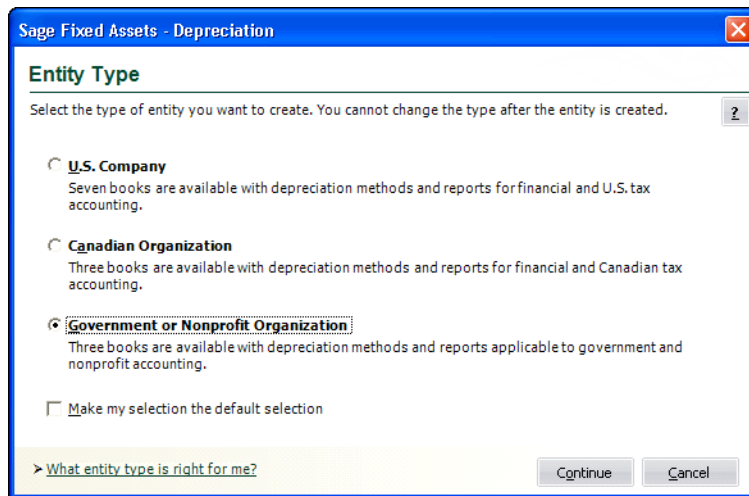 Sage Fixed Assets - Depreciation
Entity Type
Select the type of entity you want to create. You cannot change the type after the entity is created.
?
U.S. Company
Seven books are available with depreciation methods and reports for financial and U.S. tax
accounting.
Canadian Organization
Three books are available with depreciation methods and reports for financial and Canadian tax
accounting.
Government or Nonprofit Organization
Three books are available with depreciation methods and reports applicable to government and
nonprofit accounting.
Make my selection the default selection
What entity type is right for me?
Continue
Cancel